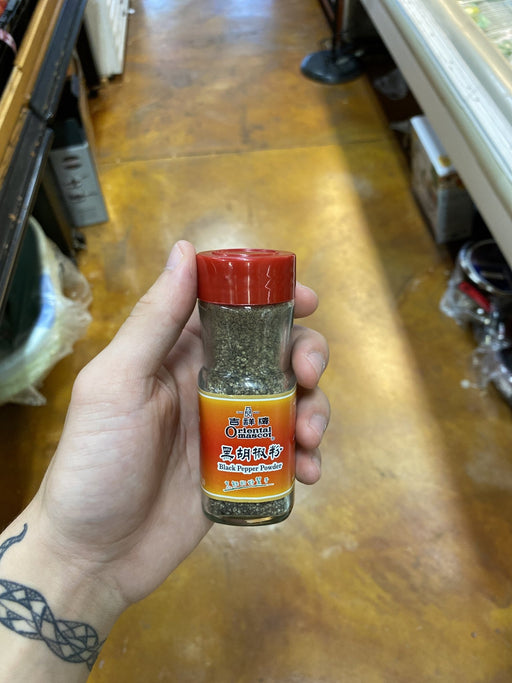 吉祥牌
Oriental
mascot
黑胡椒粉
Black Pepper Powder